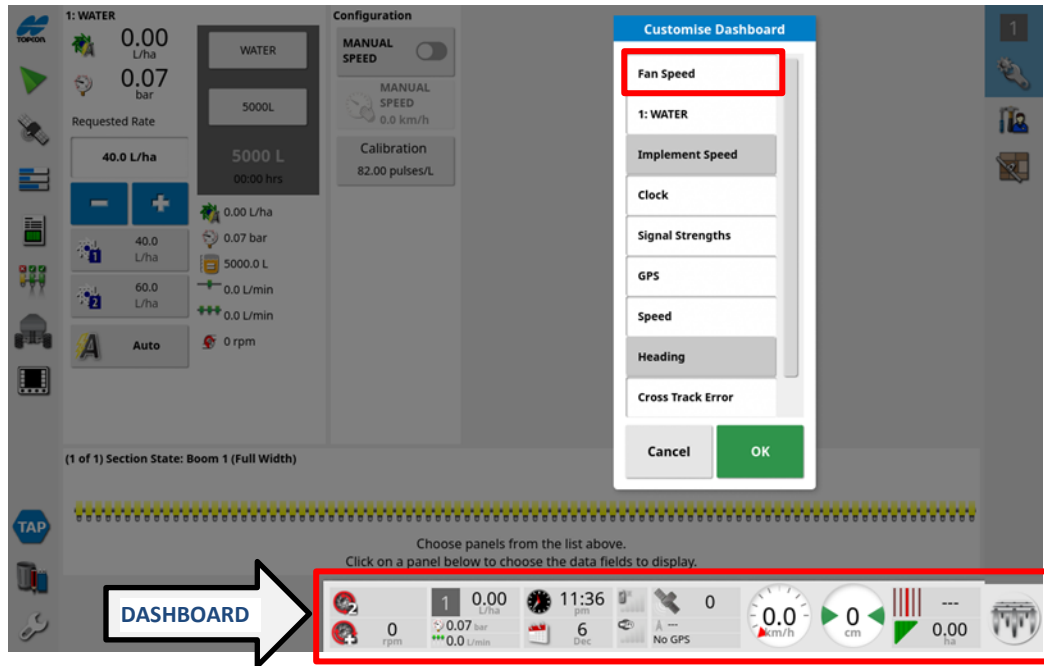 TOPCON
1: WATER
0.00
L/ha
0.07
bar
Requested Rate
40.0 L/ha
1
40.0
L/ha
2
60.0
L/ha
A
Auto
WATER
5000L
5000 L
00:00 hrs
0.00 L/ha
0.07 bar
5000.0 L
0.0 L/min
0.0 L/min
0 rpm
Configuration
MANUAL
SPEED
MANUAL
SPEED
0.0 km/h
Calibration
82.00 pulses/L
Customise Dashboard
Fan Speed
1: WATER
Implement Speed
Clock
Signal Strengths
GPS
Speed
Heading
Cross Track Error
Cancel
OK
1
(1 of 1) Section State: Boom 1 (Full Width)
TAP
Choose panels from the list above.
Click on a panel below to choose the data fields to display.
DASHBOARD
2
0
rpm
1
0.00
L/ha
0.07 bar
0.0 L/min
11:36
pm
6
Dec
0
A ---
No GPS
0.0
km/h
0
cm
---
0.00
ha